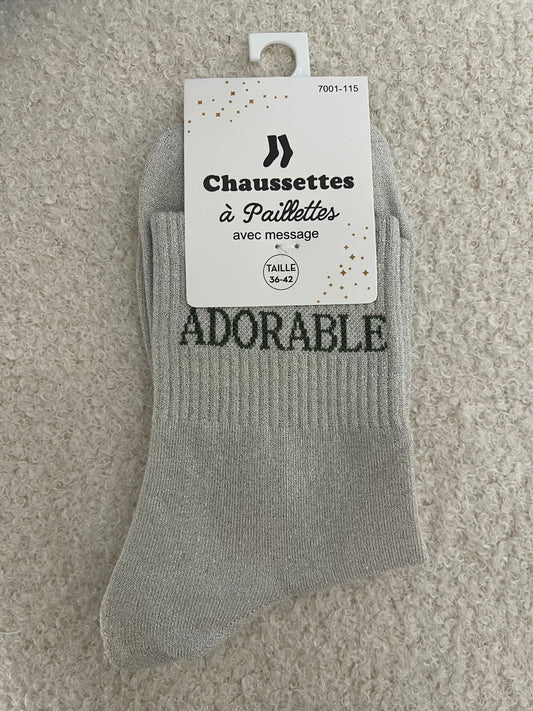 7001-115
Chaussettes
à Paillettes
avec message
TAILLE
36-42
ADORABLE